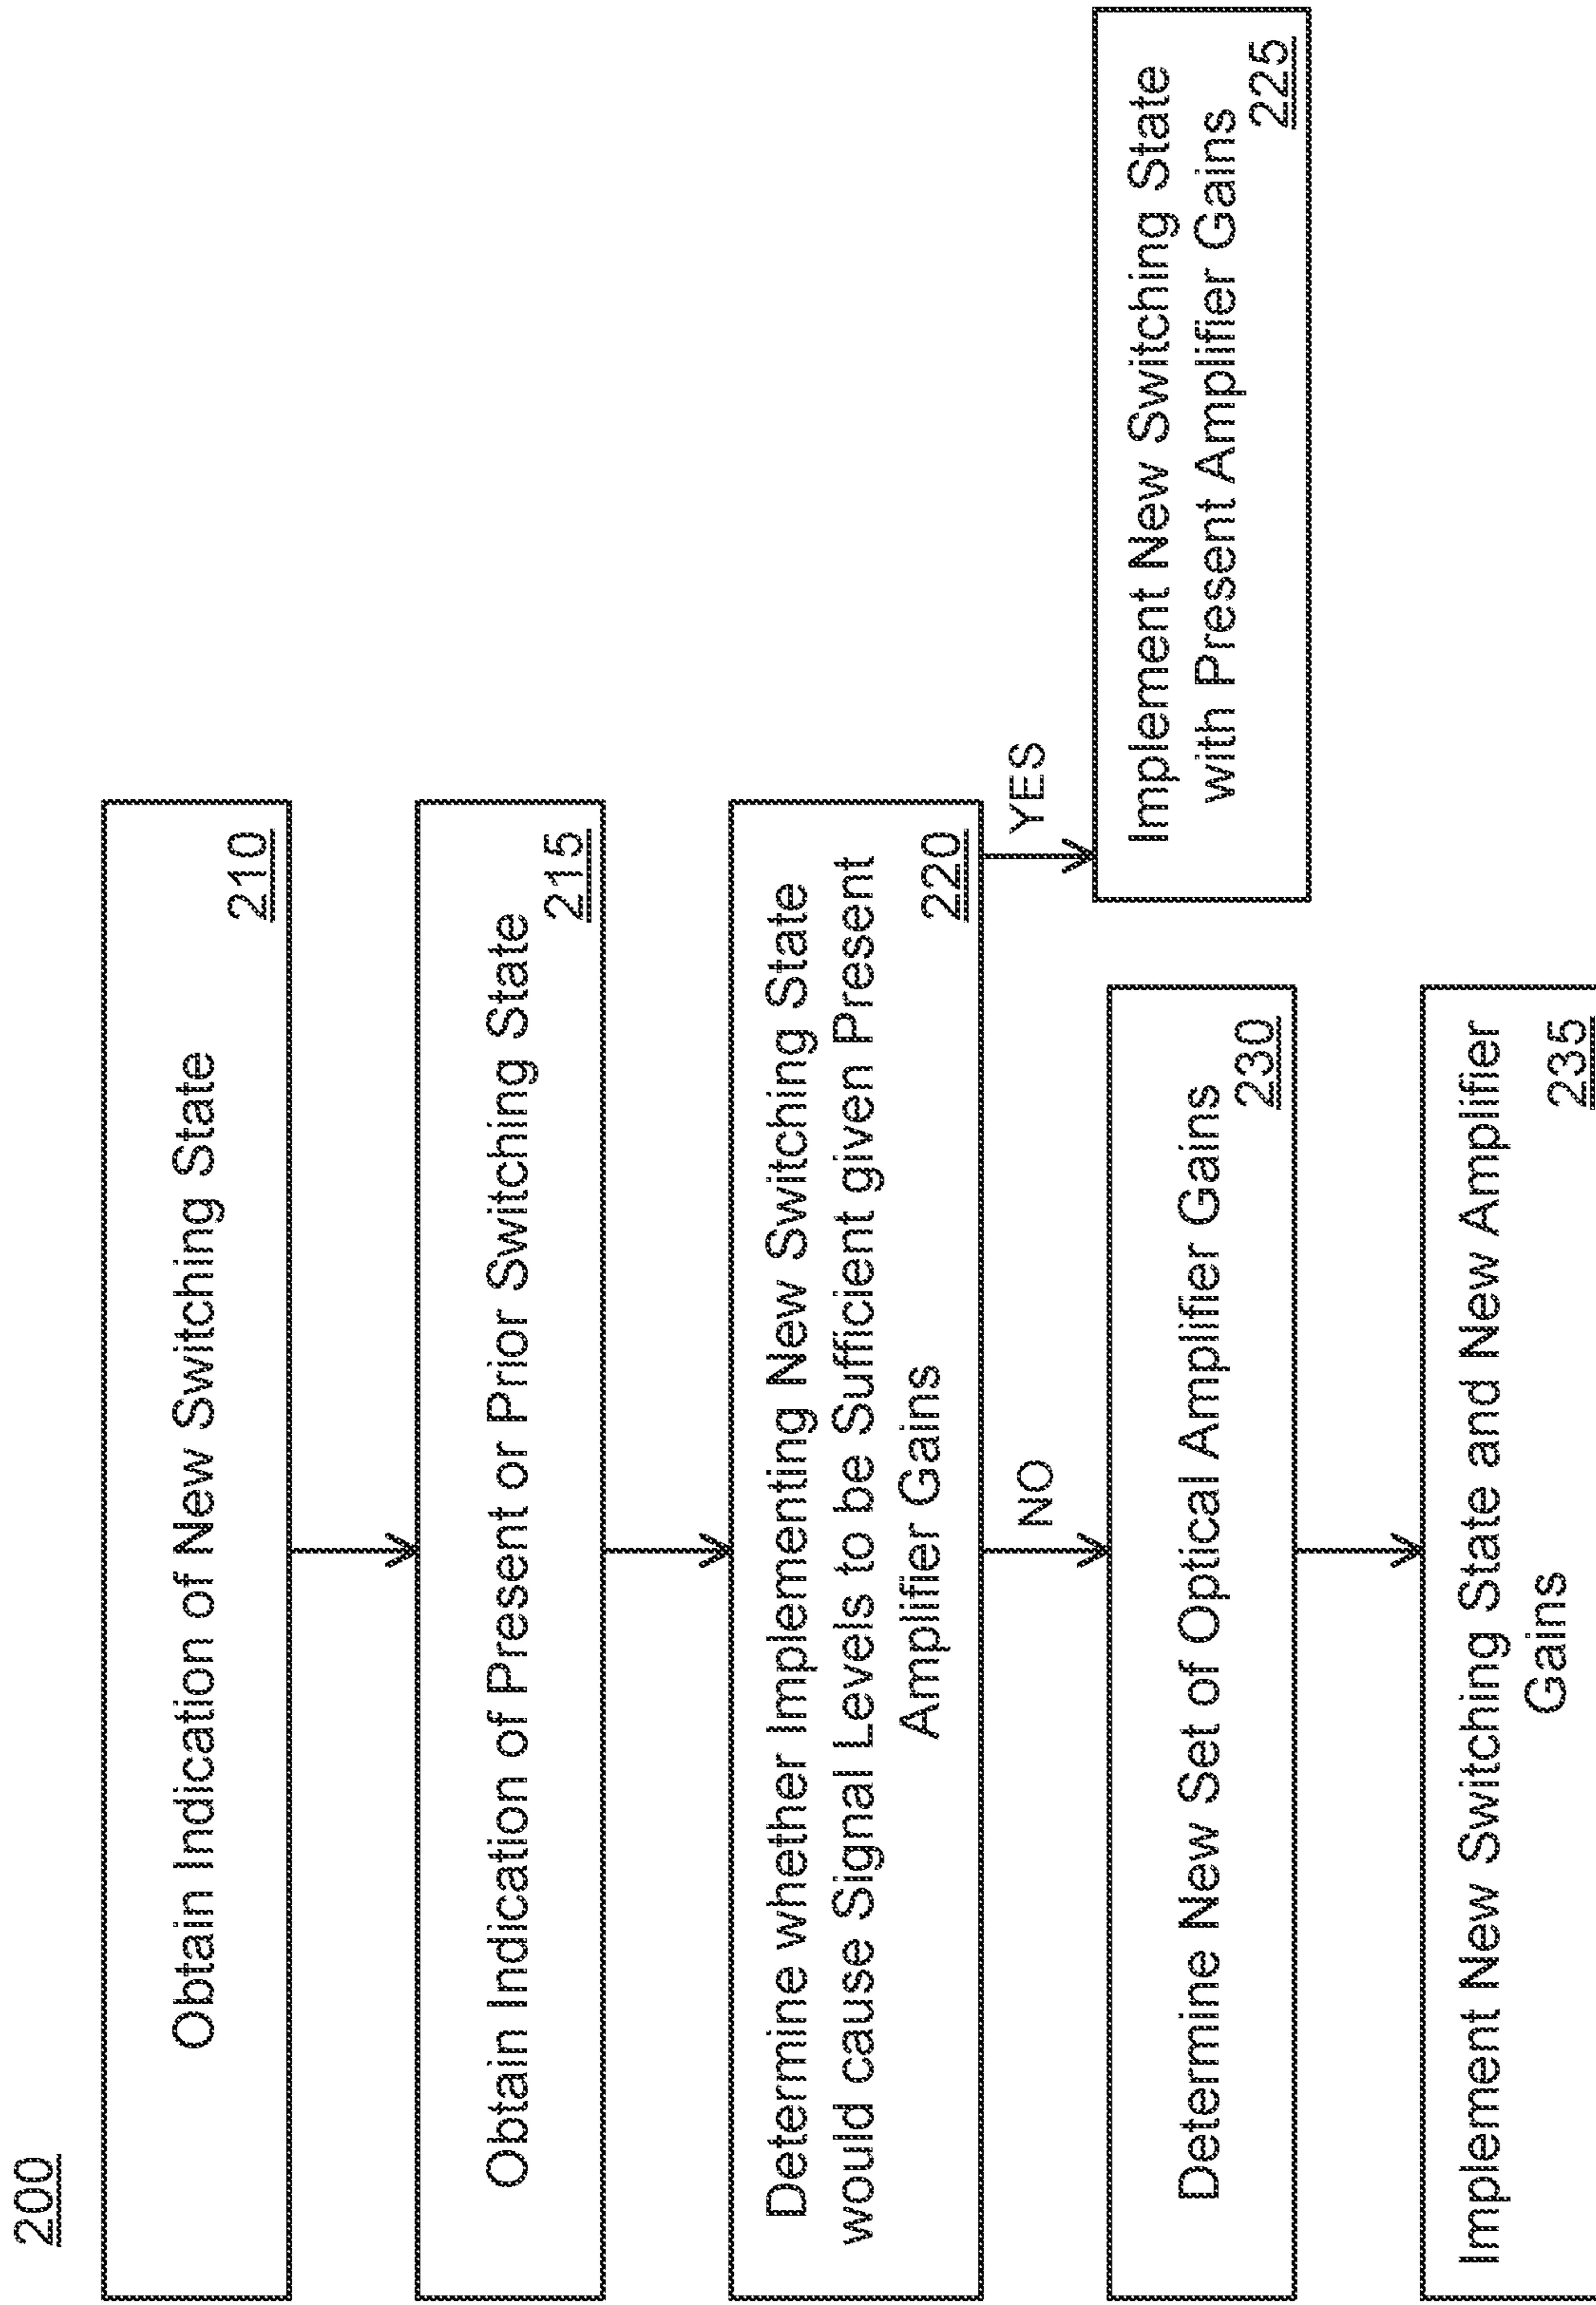 200
Obtain Indication of New Switching State
210
Obtain Indication of Present or Prior Switching State
215
Determine whether Implementing New Switching State
would cause Signal Levels to be Sufficient given Present
Amplifier Gains
220
YES
Implement New Switching State
with Present Amplifier Gains
225
NO
Determine New Set of Optical Amplifier Gains
230
Implement New Switching State and New Amplifier
Gains
235